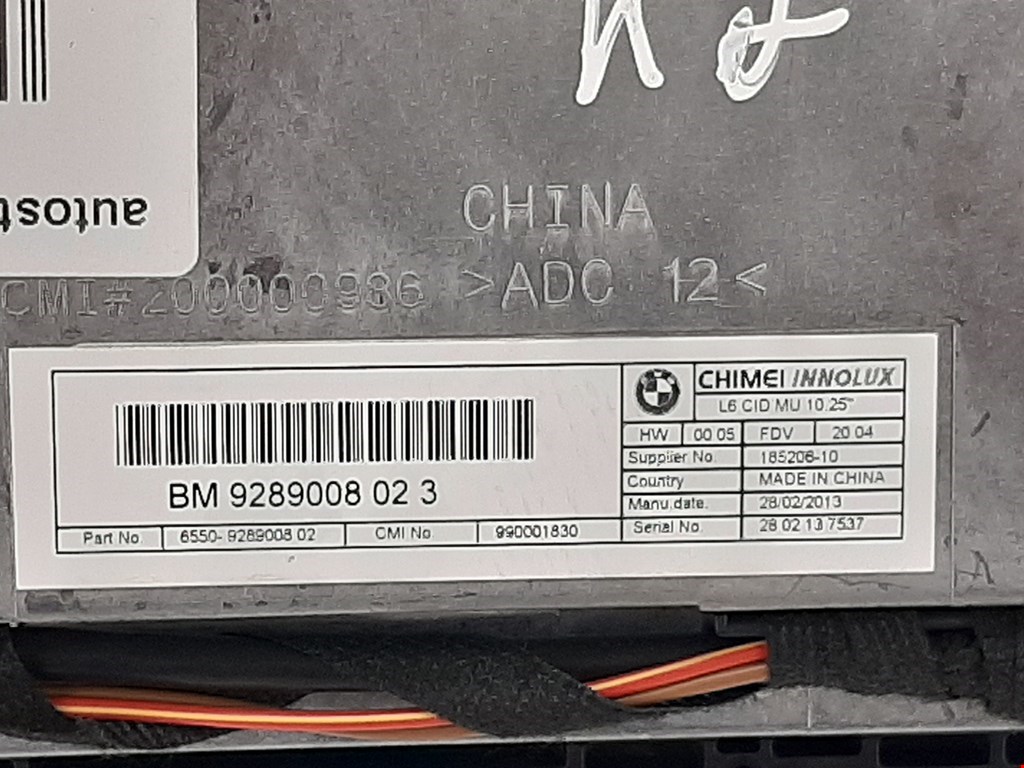 CHINA
CMI#200000986 >ADC 12<
CHIMEI INNOLUX
L6 CID MU 10.25"
HW 00 05 FDV 20 04
Supplier No. 185206-10
Country MADE IN CHINA
Manu.date. 28/02/2013
Serial No. 28 02 13 7537
BM 9289008 02 3
Part No. 6550- 9289008 02 CMI No. 990001830
A